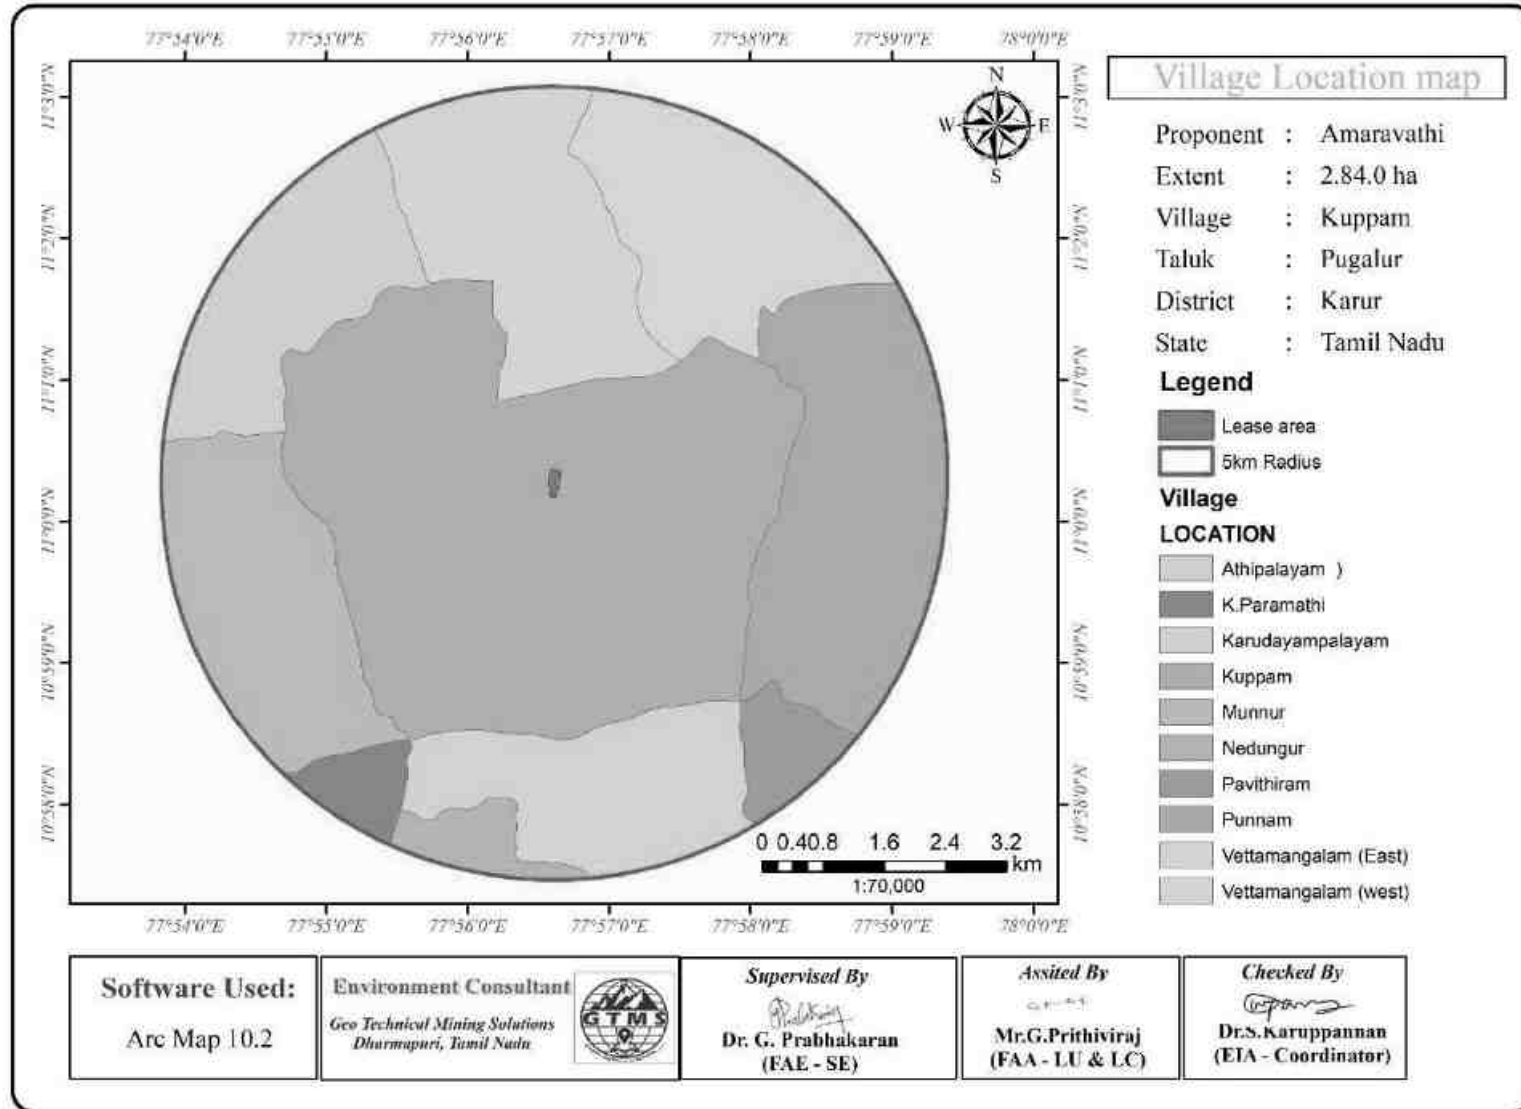 77°54'0"E 77°55'0"E 77°56'0"E 77°57'0"E 77°58'0"E 77°59'0"E 78°0'0"E
11°3'0"N 11°3'0"N
11°2'0"N 11°2'0"N
11°1'0"N 11°1'0"N
11°0'0"N 11°0'0"N
10°59'0"N 10°59'0"N
10°58'0"N 10°58'0"N
N
W E
S
0 0.40.8 1.6 2.4 3.2
km
1:70,000
77°54'0"E 77°55'0"E 77°56'0"E 77°57'0"E 77°58'0"E 77°59'0"E 78°0'0"E
Village Location map
Proponent : Amaravathi
Extent : 2.84.0 ha
Village : Kuppam
Taluk : Pugalur
District : Karur
State : Tamil Nadu
Legend
Lease area
5km Radius
Village
LOCATION
Athipalayam )
K.Paramathi
Karudayampalayam
Kuppam
Munnur
Nedungur
Pavithiram
Punnam
Vettamangalam (East)
Vettamangalam (west)
Software Used:
Arc Map 10.2
Environment Consultant
Geo Technical Mining Solutions
Dharmapuri, Tamil Nadu
GTMS
Supervised By
Dr. G. Prabhakaran
(FAE - SE)
Assited By
Mr.G.Prithiviraj
(FAA - LU & LC)
Checked By
Dr.S.Karuppannan
(EIA - Coordinator)